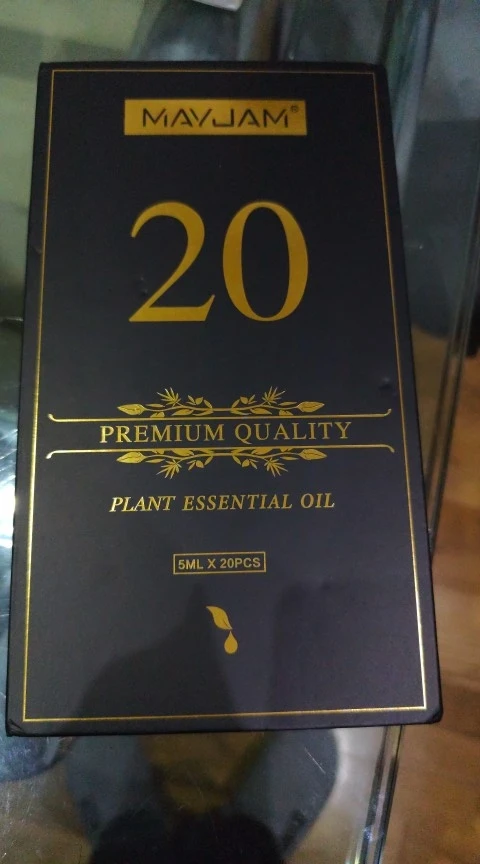 MAYJAM®
20
PREMIUM QUALITY
PLANT ESSENTIAL OIL
5ML X 20PCS